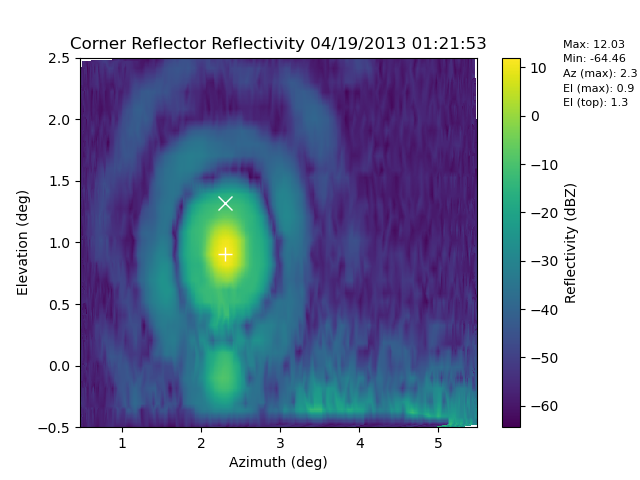 Corner Reflector Reflectivity 04/19/2013 01:21:53
Max: 12.03
Min: -64.46
Az (max): 2.3
El (max): 0.9
El (top): 1.3
2.5
2.0
1.5
1.0
0.5
0.0
−0.5
Elevation (deg)
1
2
3
4
5
Azimuth (deg)
10
0
−10
−20
−30
−40
−50
−60
Reflectivity (dBZ)